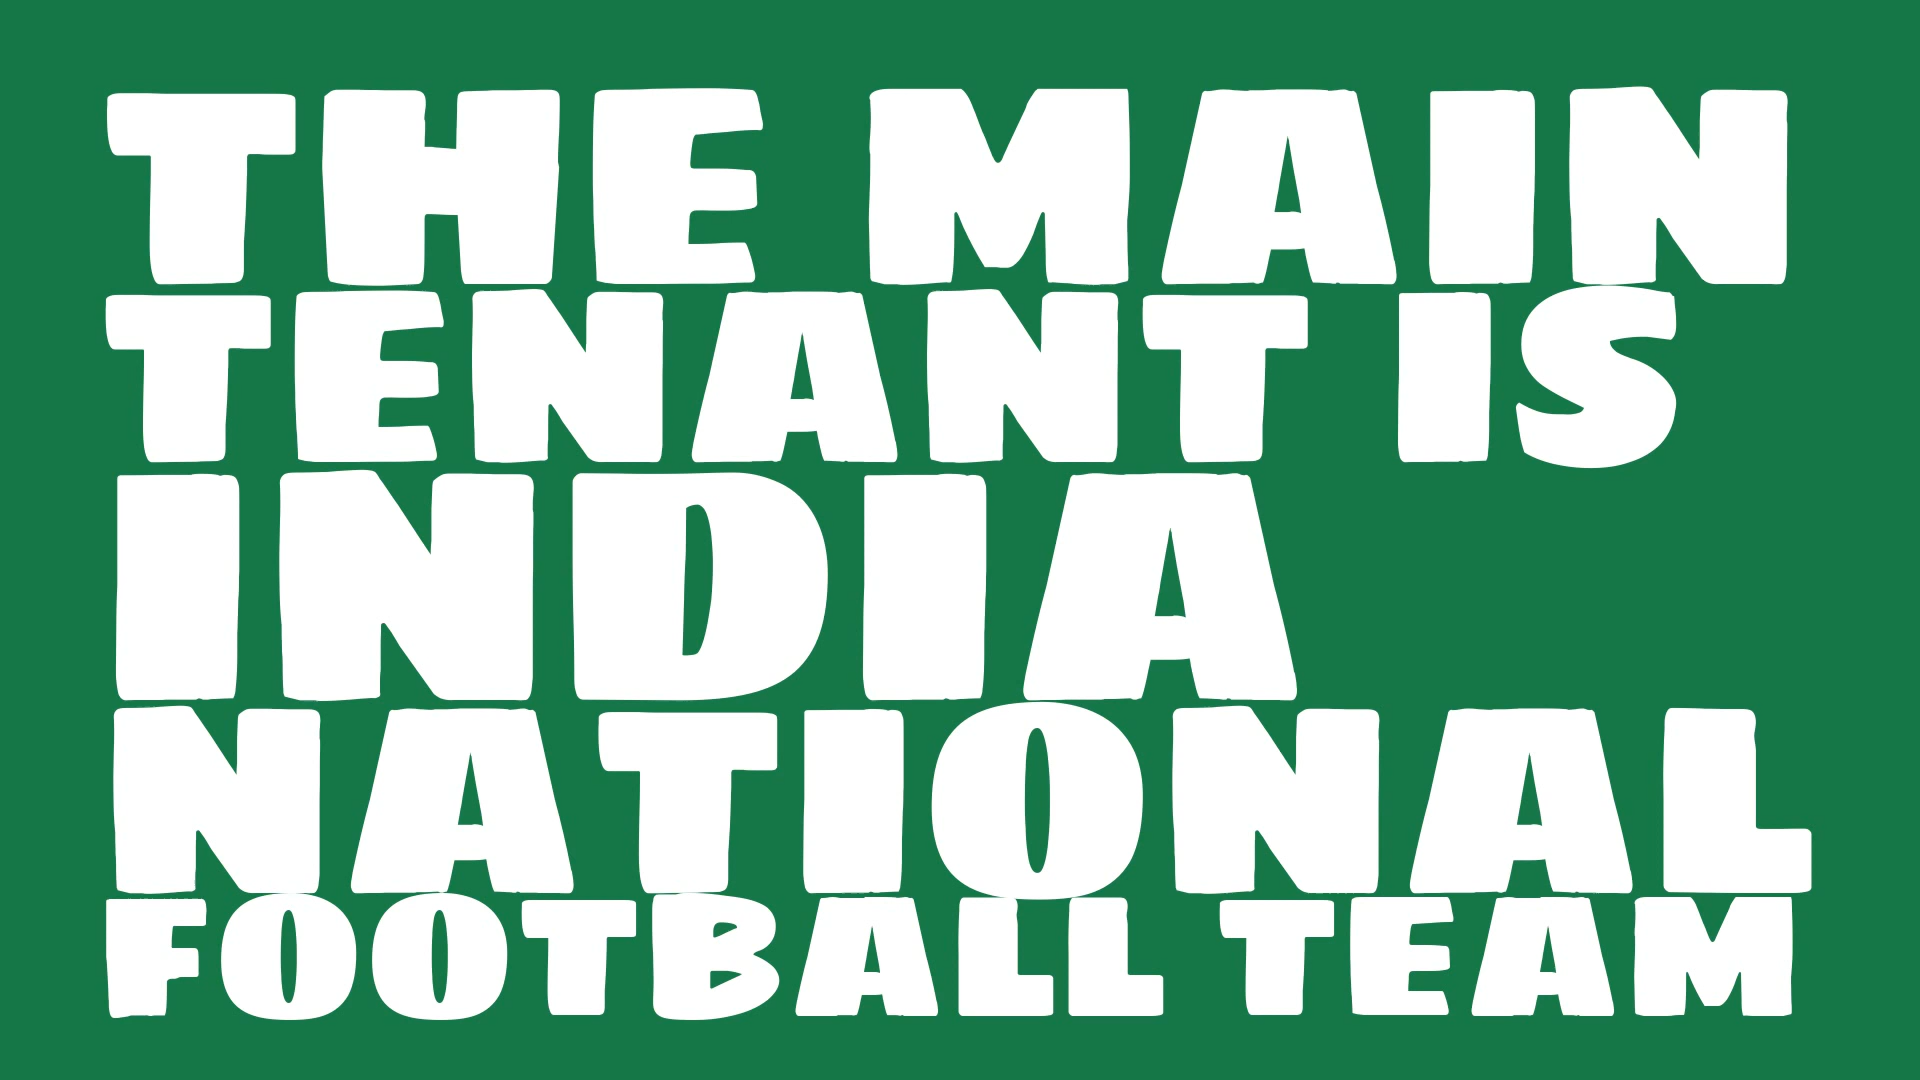 THE MAIN
TENANT IS
INDIA
NATIONAL
FOOTBALL TEAM